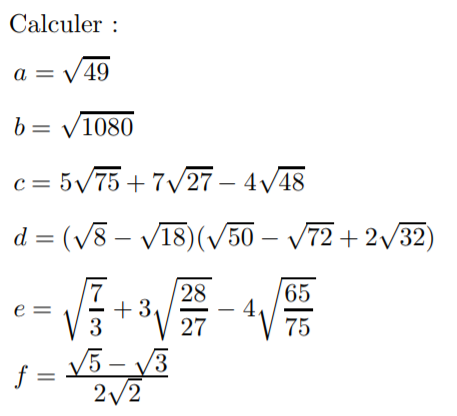 Calculer :
a = √49
b = √1080
c = 5√75 + 7√27 − 4√48
d = (√8 − √18)(√50 − √72 + 2√32)
e = √(7/3) + 3√(28/27) − 4√(65/75)
f = (√5 − √3)/(2√2)